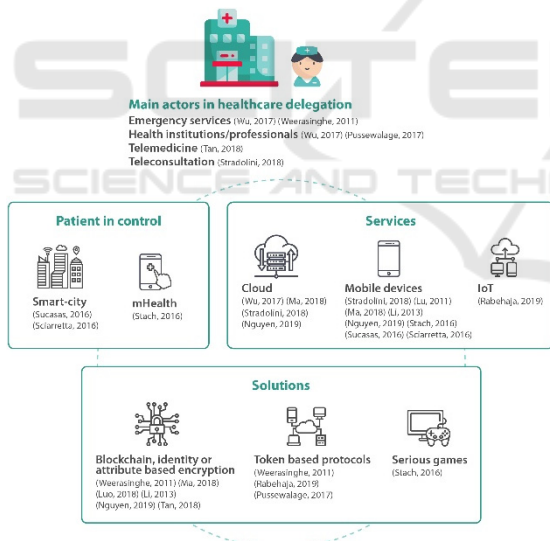 SCITE
SCIENCE AND TECH
Main actors in healthcare delegation
Emergency services (Wu, 2017) (Weerasinghe, 2011)
Health institutions/professionals (Wu, 2017) (Pussewalage, 2017)
Telemedicine (Tan, 2018)
Teleconsultation (Stradolini, 2018)
Patient in control
Smart-city
(Sucasas, 2016)
(Sciarretta, 2016)
mHealth
(Stach, 2016)
Services
Cloud
(Wu, 2017) (Ma, 2018)
(Stradolini, 2018)
(Nguyen, 2019)
Mobile devices
(Stradolini, 2018) (Lu, 2011)
(Ma, 2018) (Li, 2013)
(Nguyen, 2019) (Stach, 2016)
(Sucasas, 2016) (Sciarretta, 2016)
IoT
(Rabehaja, 2019)
Solutions
Blockchain, identity or
attribute based encryption
(Weerasinghe, 2011) (Ma, 2018)
(Luo, 2018) (Li, 2013)
(Nguyen, 2019) (Tan, 2018)
Token based protocols
(Weerasinghe, 2011)
(Rabehaja, 2019)
(Pussewalage, 2017)
Serious games
(Stach, 2016)